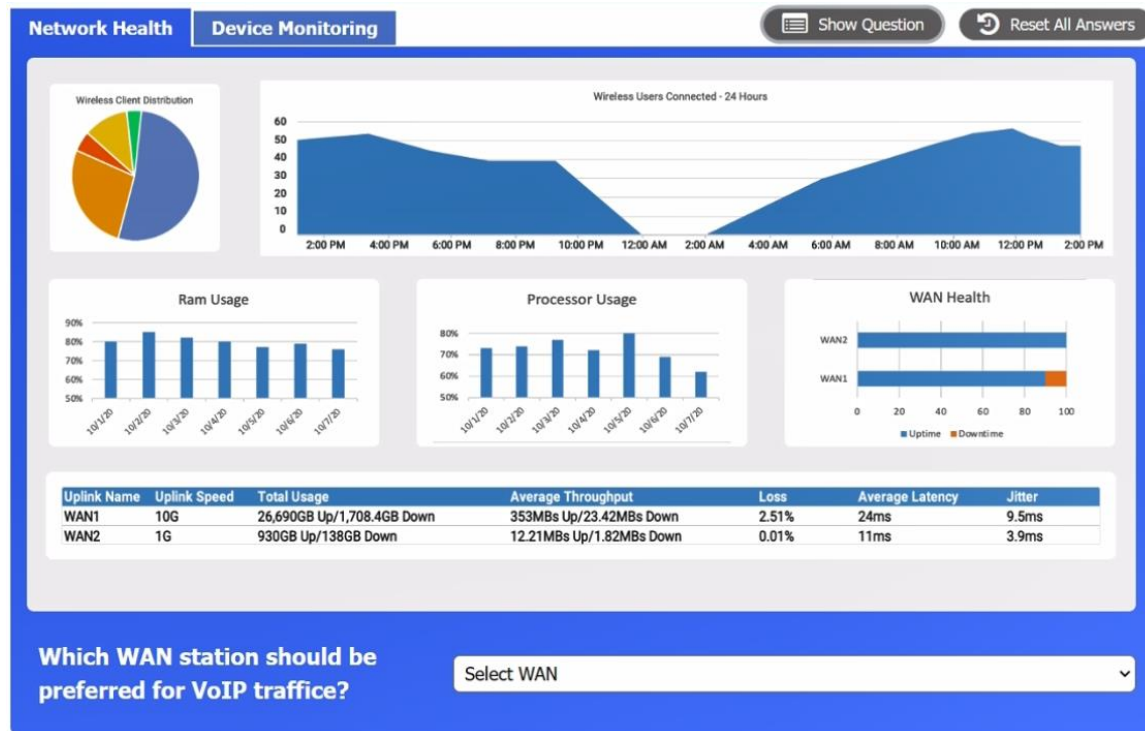 Network Health Device Monitoring Show Question Reset All Answers
Wireless Client Distribution
Wireless Users Connected - 24 Hours
60
50
40
30
20
10
0
2:00 PM 4:00 PM 6:00 PM 8:00 PM 10:00 PM 12:00 AM 2:00 AM 4:00 AM 6:00 AM 8:00 AM 10:00 AM 12:00 PM 2:00 PM
Ram Usage
90%
80%
70%
60%
50%
10/1/20 10/2/20 10/3/20 10/4/20 10/5/20 10/6/20 10/7/20
Processor Usage
80%
70%
60%
50%
10/1/20 10/2/20 10/3/20 10/4/20 10/5/20 10/6/20 10/7/20
WAN Health
WAN2
WAN1
0 20 40 60 80 100
Uptime Downtime
Uplink Name Uplink Speed Total Usage Average Throughput Loss Average Latency Jitter
WAN1 10G 26,690GB Up/1,708.4GB Down 353MBs Up/23.42MBs Down 2.51% 24ms 9.5ms
WAN2 1G 930GB Up/138GB Down 12.21MBs Up/1.82MBs Down 0.01% 11ms 3.9ms
Which WAN station should be
preferred for VoIP traffice?
Select WAN